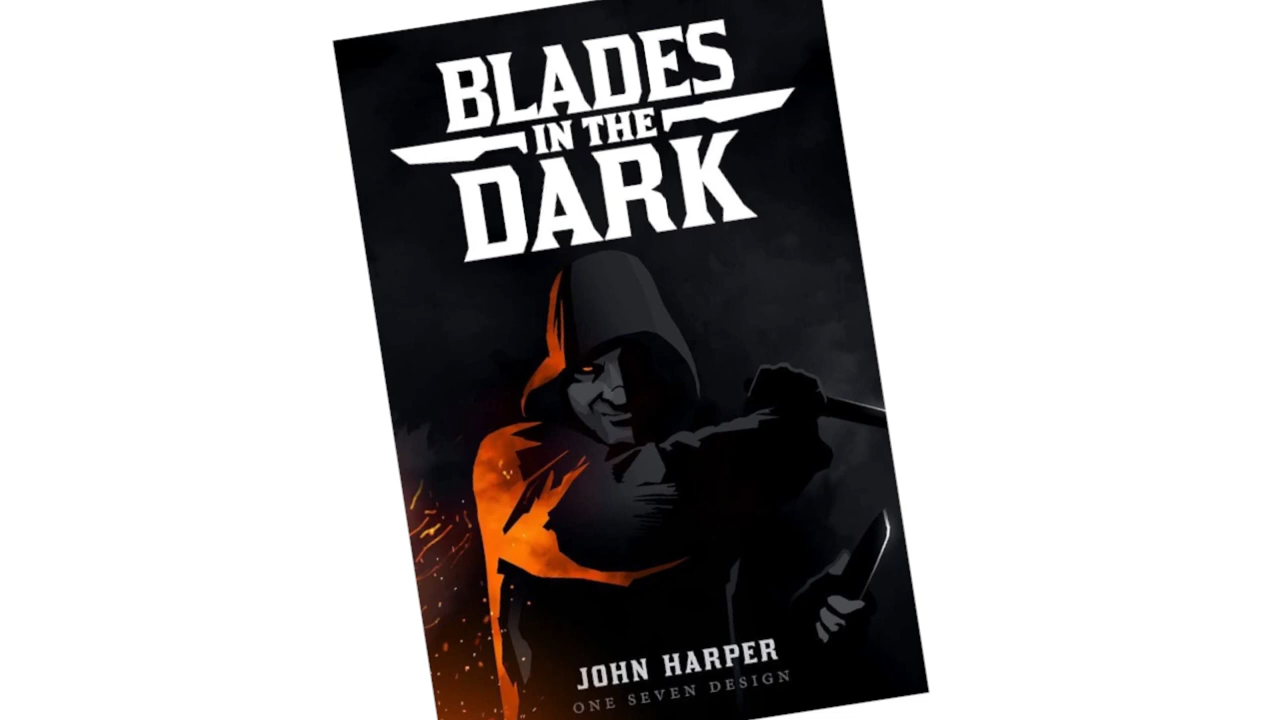 BLADES
IN THE
DARK
JOHN HARPER
ONE SEVEN DESIGN